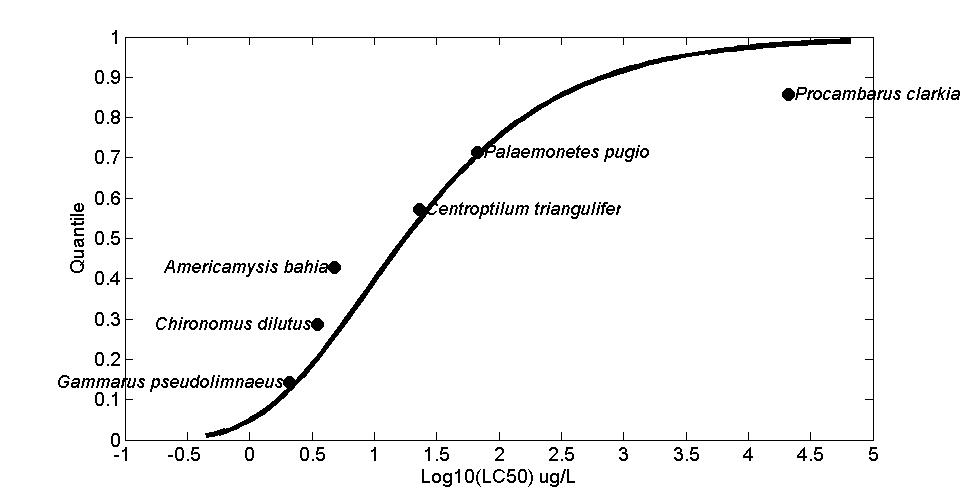 1
0.9
Procambarus clarkia
0.8
0.7
Palaemonetes pugio
0.6
Centroptilum triangulifer
0.5
Quantile
Americamysis bahia
0.4
0.3
Chironomus dilutus
0.2
Gammarus pseudolimnaeus
0.1
0
-1 -0.5 0 0.5 1 1.5 2 2.5 3 3.5 4 4.5 5
Log10(LC50) ug/L